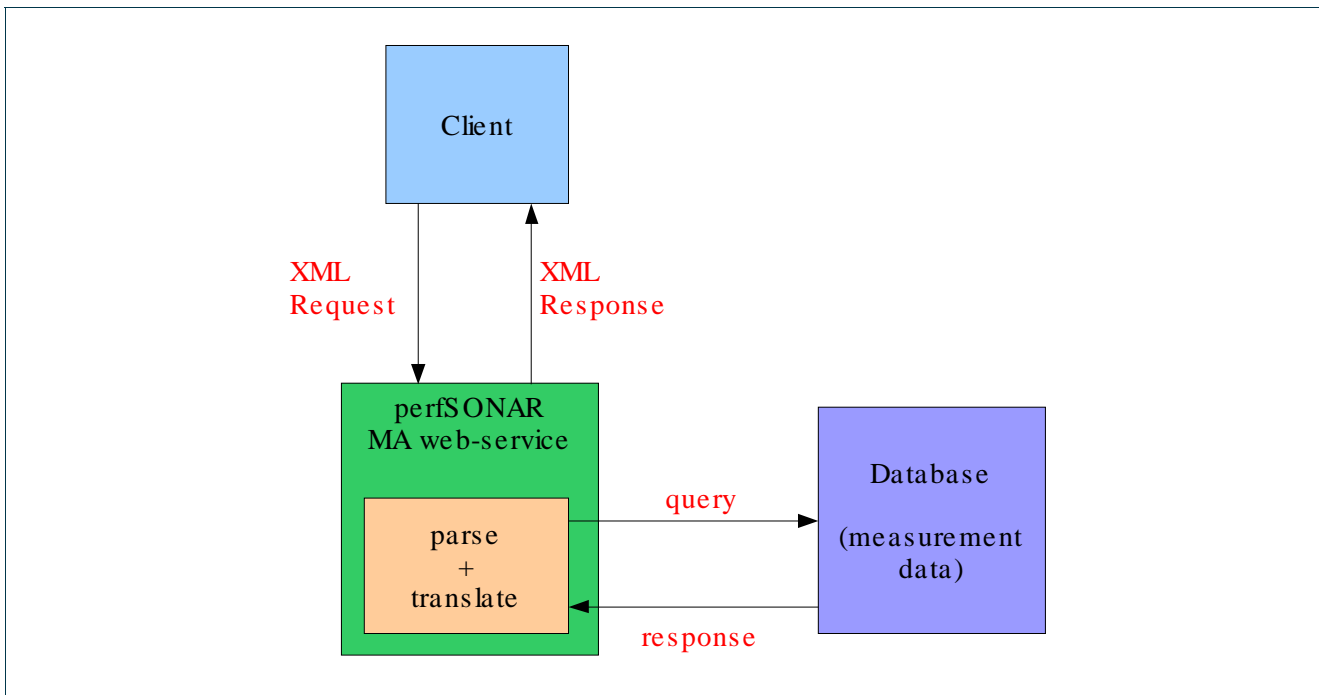 Client
XML
Request
XML
Response
perfSONAR
MA web-service
parse
+
translate
query
response
Database
(measurement
data)